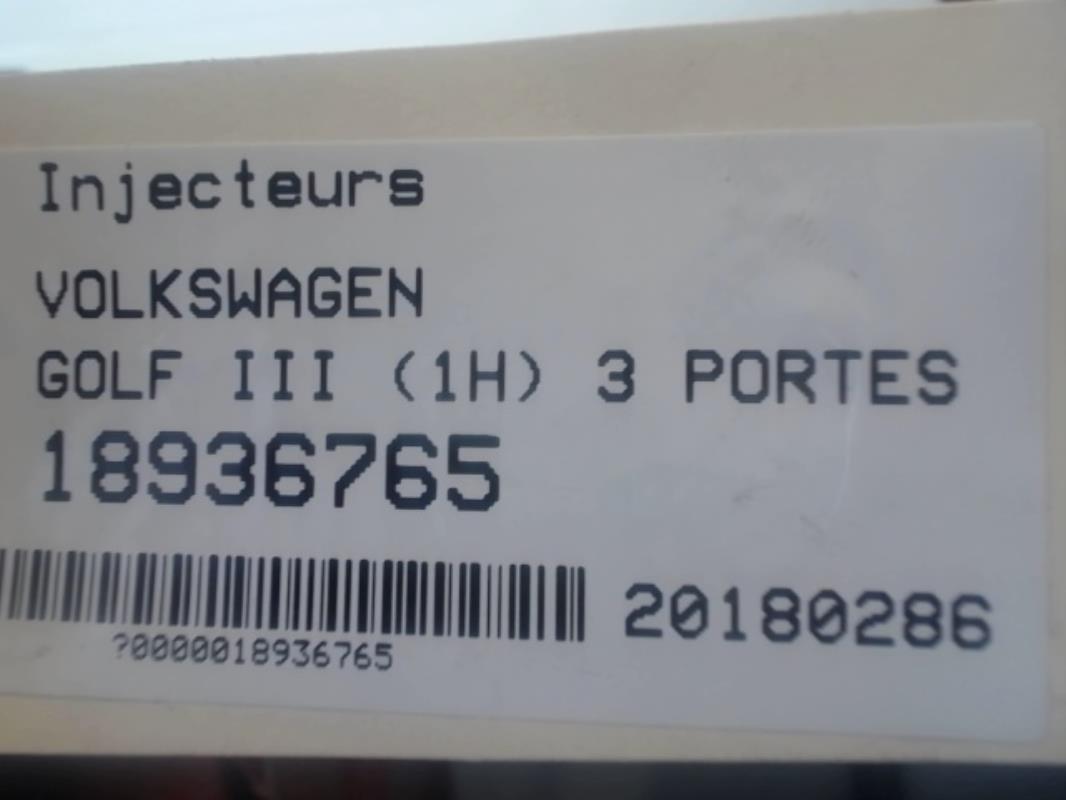 Injecteurs
VOLKSWAGEN
GOLF III (1H) 3 PORTES
18936765
20180286
?0000018936765